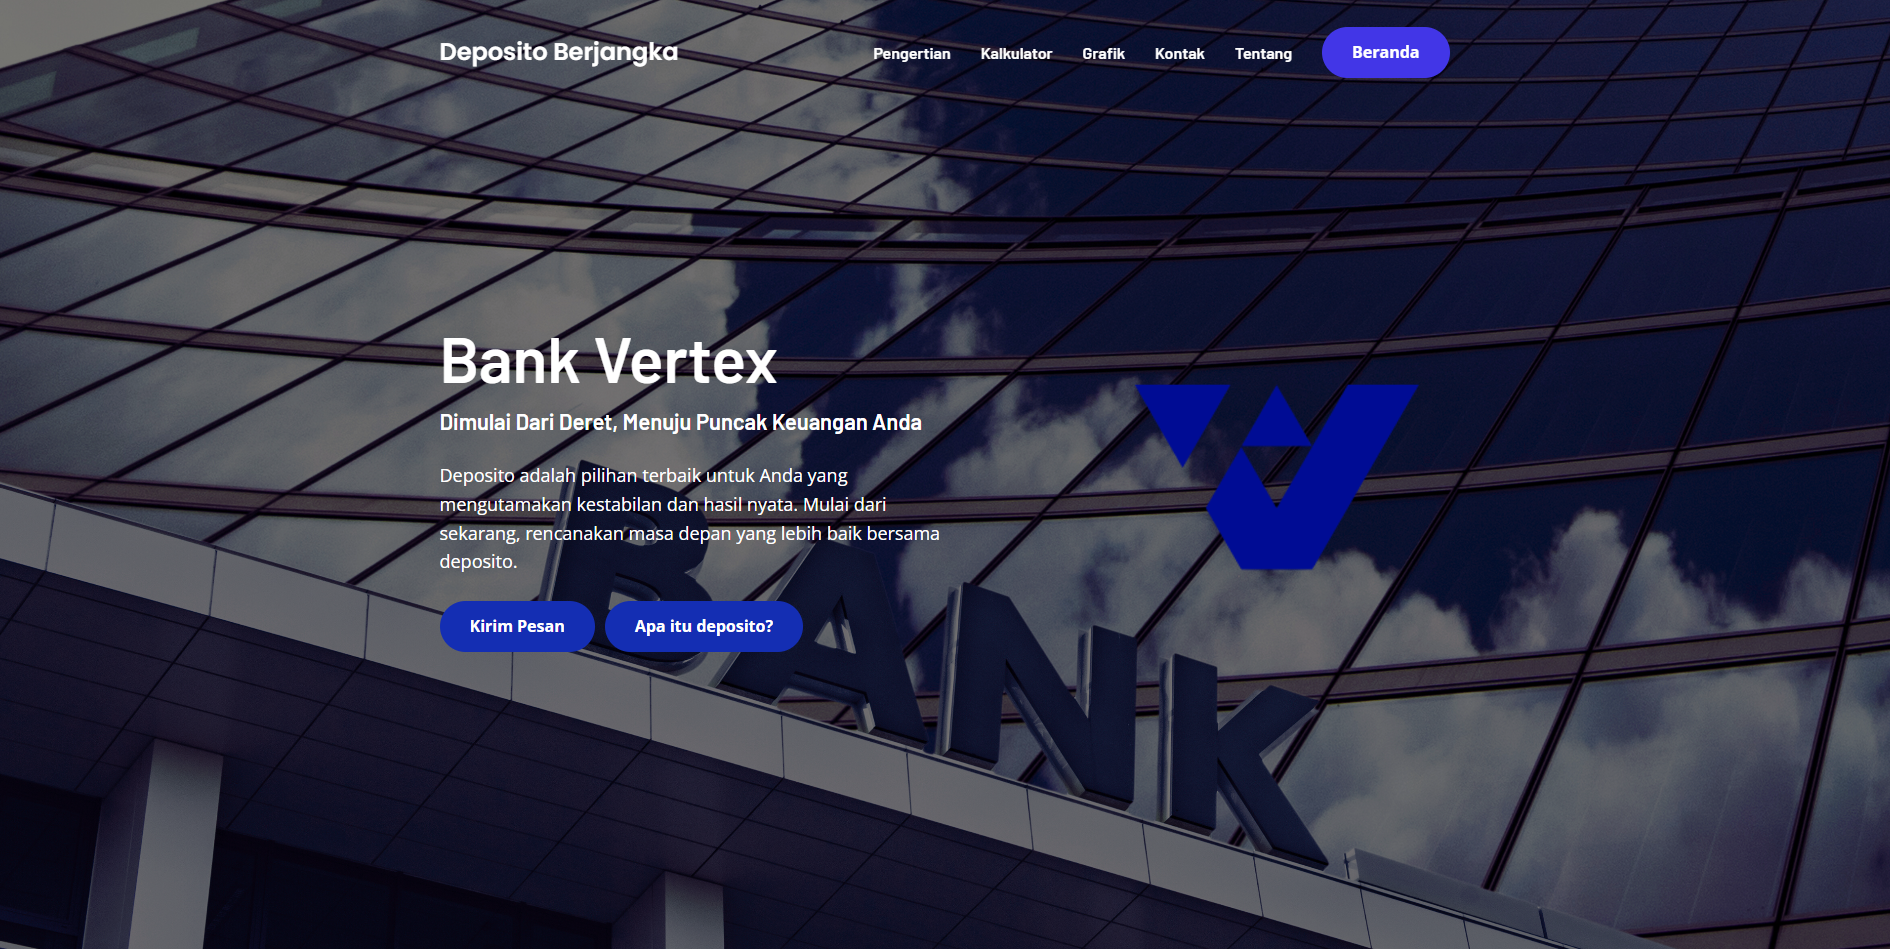 Deposito Berjangka
Pengertian
Kalkulator
Grafik
Kontak
Tentang
Beranda
Bank Vertex
Dimulai Dari Deret, Menuju Puncak Keuangan Anda
Deposito adalah pilihan terbaik untuk Anda yang
mengutamakan kestabilan dan hasil nyata. Mulai dari
sekarang, rencanakan masa depan yang lebih baik bersama
deposito.
Kirim Pesan
Apa itu deposito?
BANK